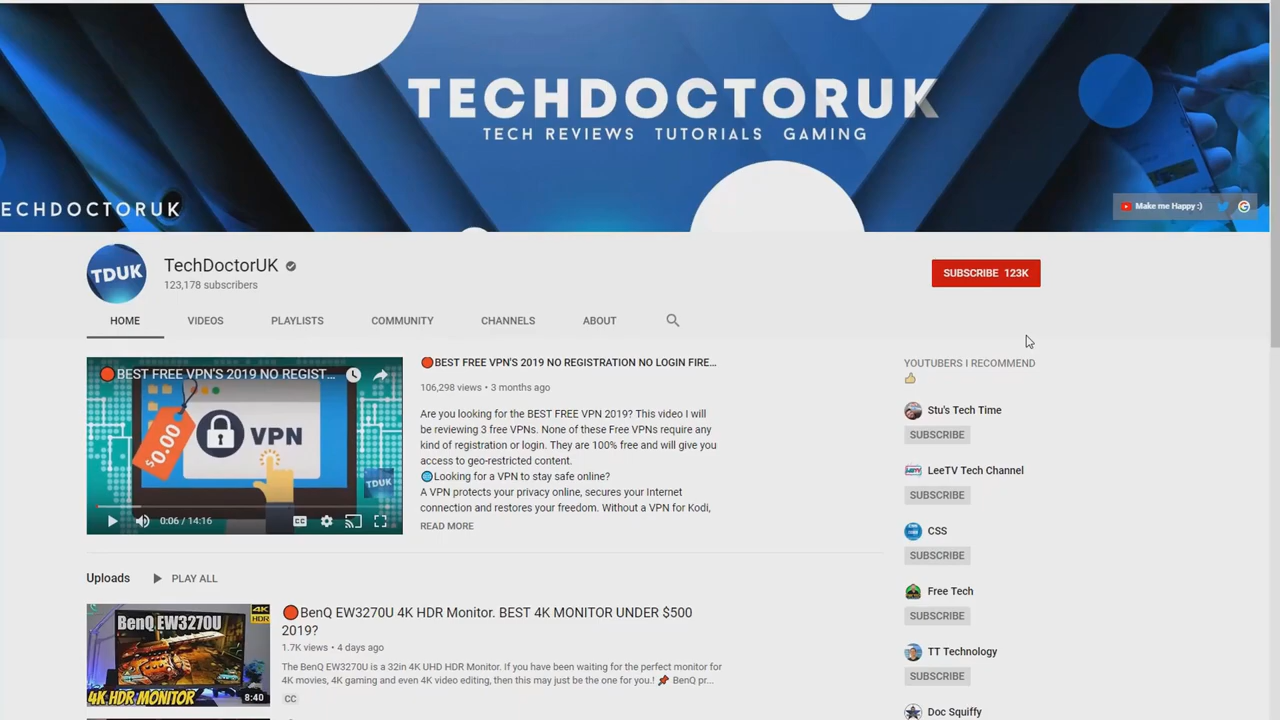 TECHDOCTORUK
TECH REVIEWS TUTORIALS GAMING
ECHDOCTORUK
Make me Happy :)
TDUK
TechDoctorUK
123,178 subscribers
SUBSCRIBE 123K
HOME VIDEOS PLAYLISTS COMMUNITY CHANNELS ABOUT
🔴BEST FREE VPN'S 2019 NO REGIST...
$0.00
VPN
TDUK
0:06 / 14:16
CC
🔴BEST FREE VPN'S 2019 NO REGISTRATION NO LOGIN FIRE...
106,298 views • 3 months ago
Are you looking for the BEST FREE VPN 2019? This video I will
be reviewing 3 free VPNs. None of these Free VPNs require any
kind of registration or login. They are 100% free and will give you
access to geo-restricted content.
🔵Looking for a VPN to stay safe online?
A VPN protects your privacy online, secures your Internet
connection and restores your freedom. Without a VPN for Kodi,
READ MORE
YOUTUBERS I RECOMMEND
👍
Stu's Tech Time
SUBSCRIBE
LeeTV Tech Channel
SUBSCRIBE
CSS
SUBSCRIBE
Free Tech
SUBSCRIBE
TT Technology
SUBSCRIBE
Doc Squiffy
Uploads PLAY ALL
BenQ EW3270U
4K HDR
4K HDR MONITOR
8:40
🔴BenQ EW3270U 4K HDR Monitor. BEST 4K MONITOR UNDER $500
2019?
1.7K views • 4 days ago
The BenQ EW3270U is a 32in 4K UHD HDR Monitor. If you have been waiting for the perfect monitor for
4K movies, 4K gaming and even 4K video editing, then this may just be the one for you.! 📌 BenQ pr...
CC